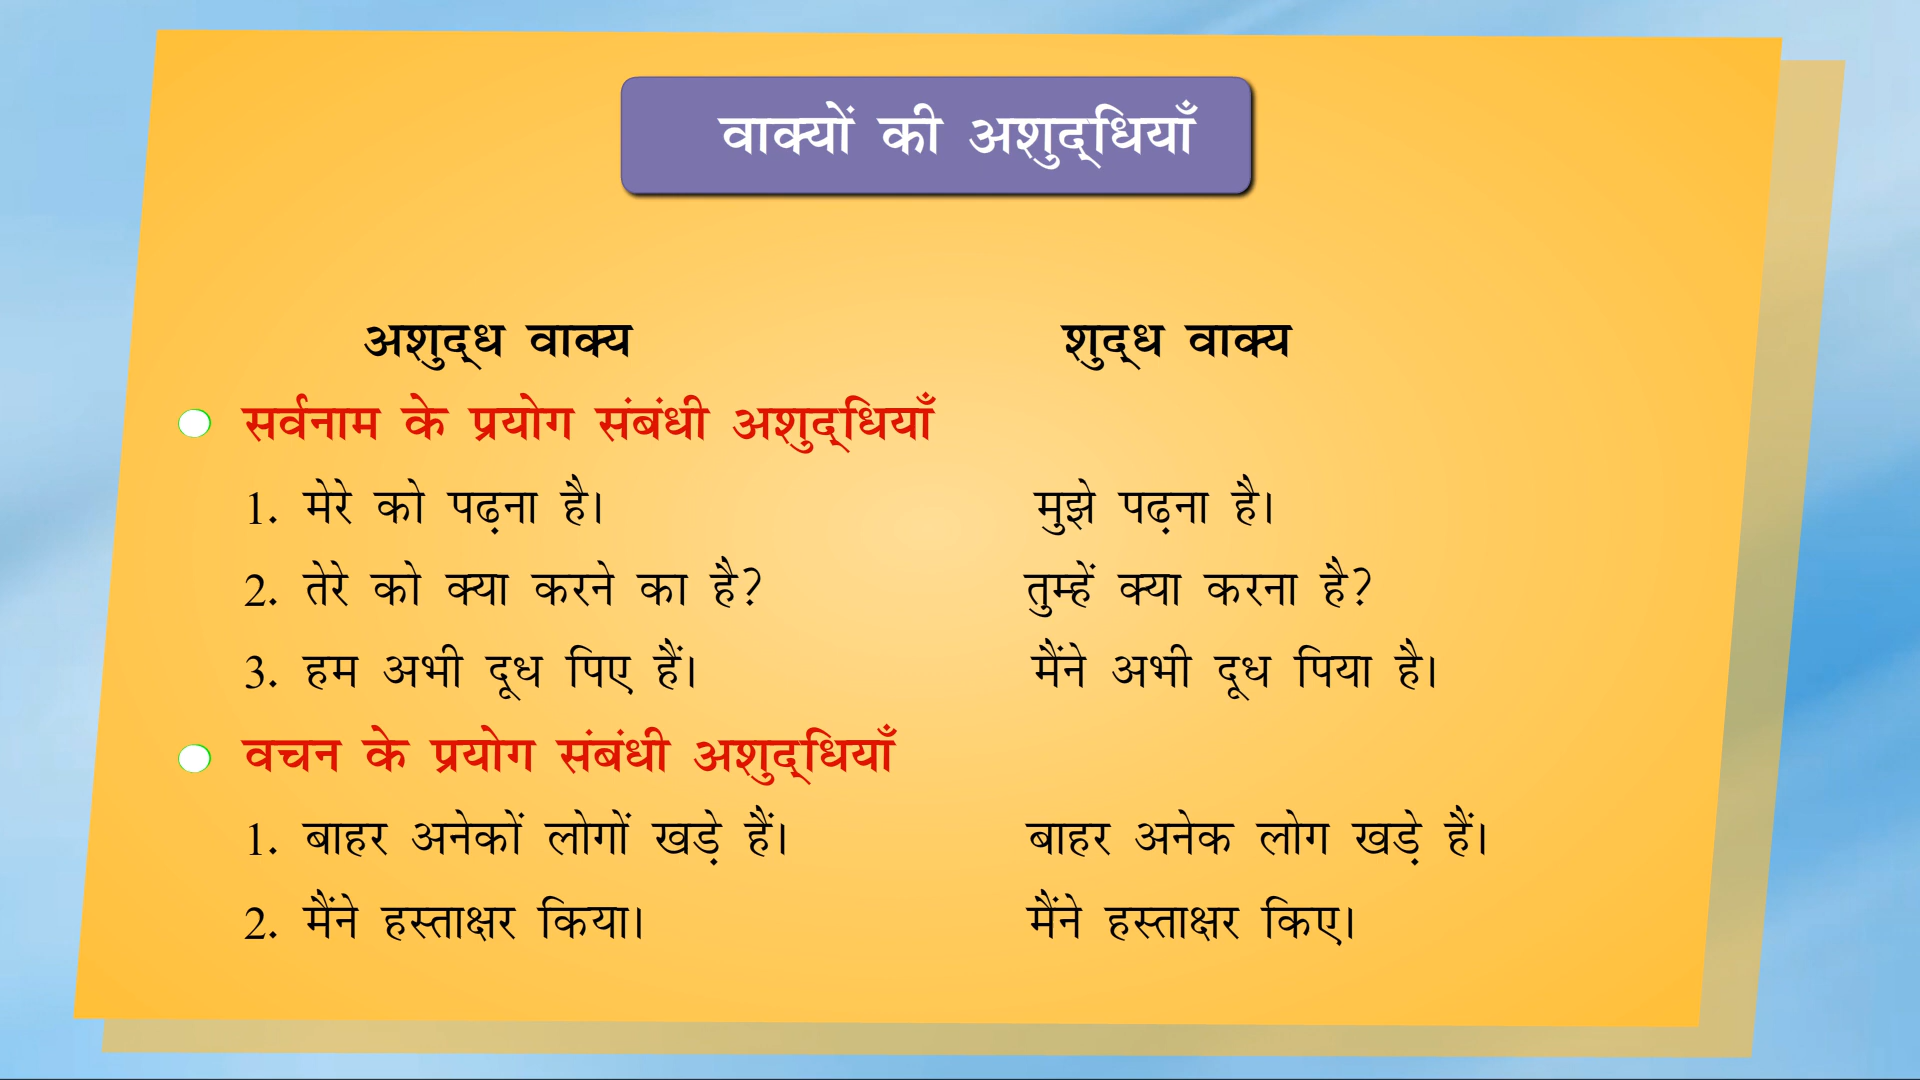 वाक्यों की अशुद्‌धियाँ
अशुद्‌ध वाक्य शुद्‌ध वाक्य
सर्वनाम के प्रयोग संबंधी अशुद्‌धियाँ
1. मेरे को पढ़ना है। मुझे पढ़ना है।
2. तेरे को क्या करने का है? तुम्हें क्या करना है?
3. हम अभी दूध पिए हैं। मैंने अभी दूध पिया है।
वचन के प्रयोग संबंधी अशुद्‌धियाँ
1. बाहर अनेकों लोगों खड़े हैं। बाहर अनेक लोग खड़े हैं।
2. मैंने हस्ताक्षर किया। मैंने हस्ताक्षर किए।